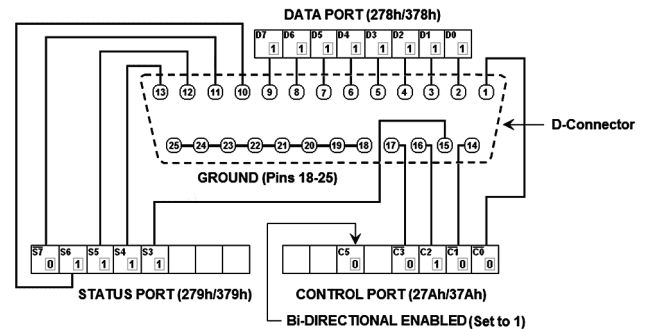 DATA PORT (278h/378h)
D7 D6 D5 D4 D3 D2 D1 D0
1 1 1 1 1 1 1 1
13 12 11 10 9 8 7 6 5 4 3 2 1
D-Connector
25 24 23 22 21 20 19 18 17 16 15 14
GROUND (Pins 18-25)
S7 S6 S5 S4 S3
0 1 1 1 1
C5 C3 C2 C1 C0
0 0 1 0 0
STATUS PORT (279h/379h)
CONTROL PORT (27Ah/37Ah)
Bi-DIRECTIONAL ENABLED (Set to 1)